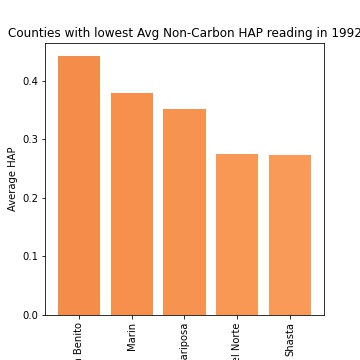 Counties with lowest Avg Non-Carbon HAP reading in 1992
Average HAP
0.4
0.3
0.2
0.1
0.0
Benito
Marin
ariposa
el Norte
Shasta